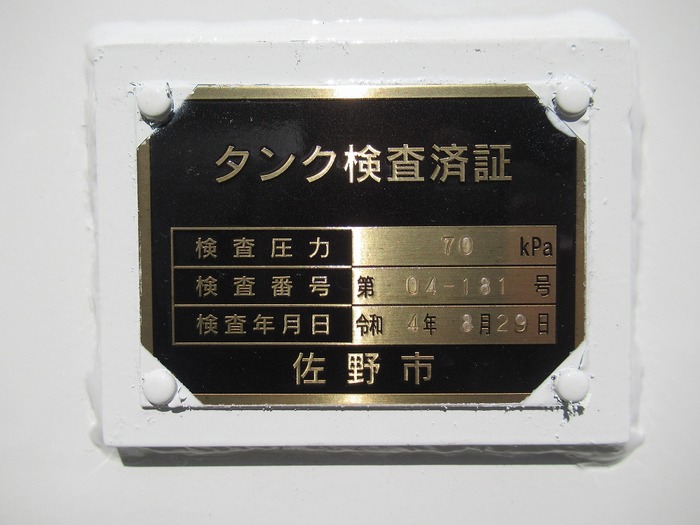 タンク検査済証
検査圧力 70 kPa
検査番号 第 04-181 号
検査年月日 令和 4年 8月29日
佐野市